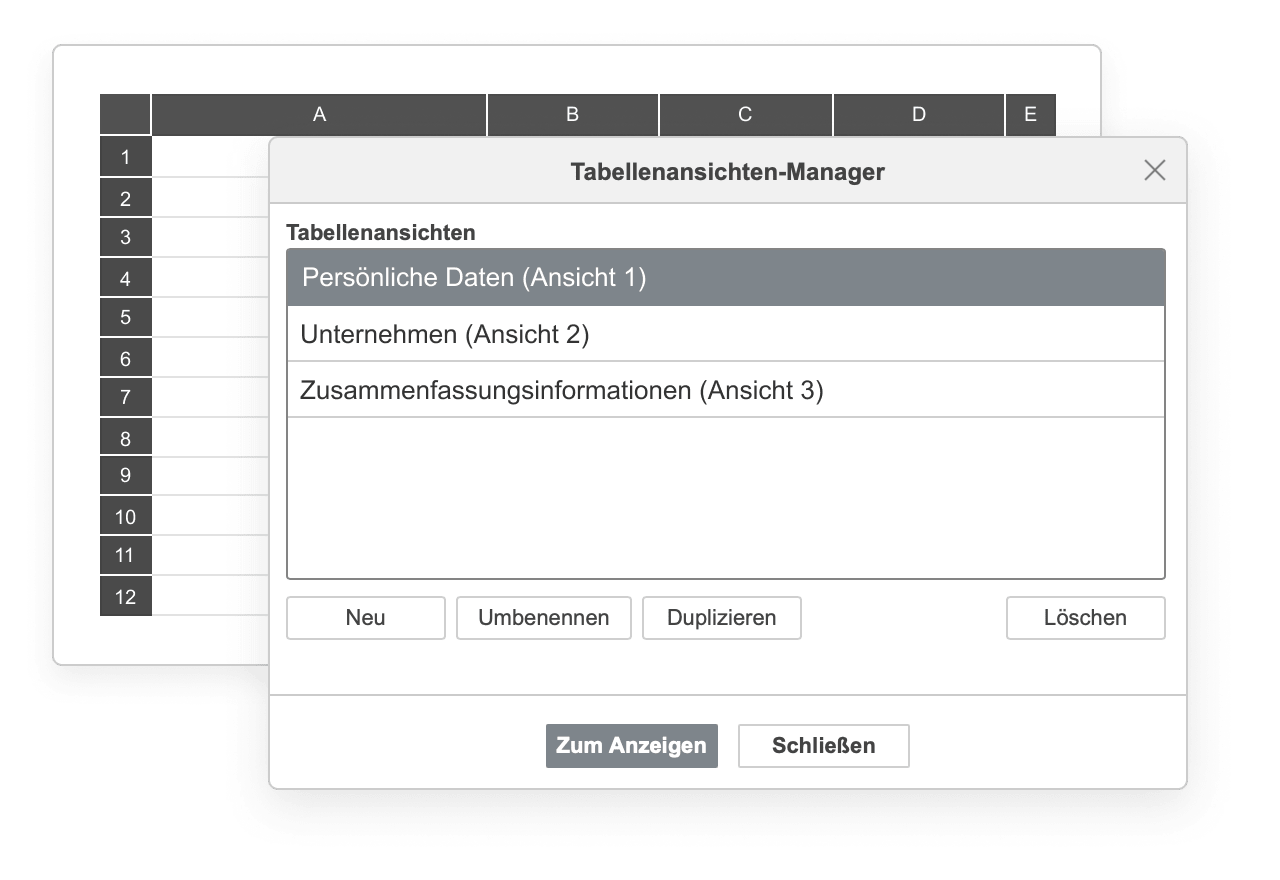 A B C D E
1
2
3
4
5
6
7
8
9
10
11
12
Tabellenansichten-Manager
Tabellenansichten
Persönliche Daten (Ansicht 1)
Unternehmen (Ansicht 2)
Zusammenfassungsinformationen (Ansicht 3)
Neu Umbenennen Duplizieren Löschen
Zum Anzeigen Schließen